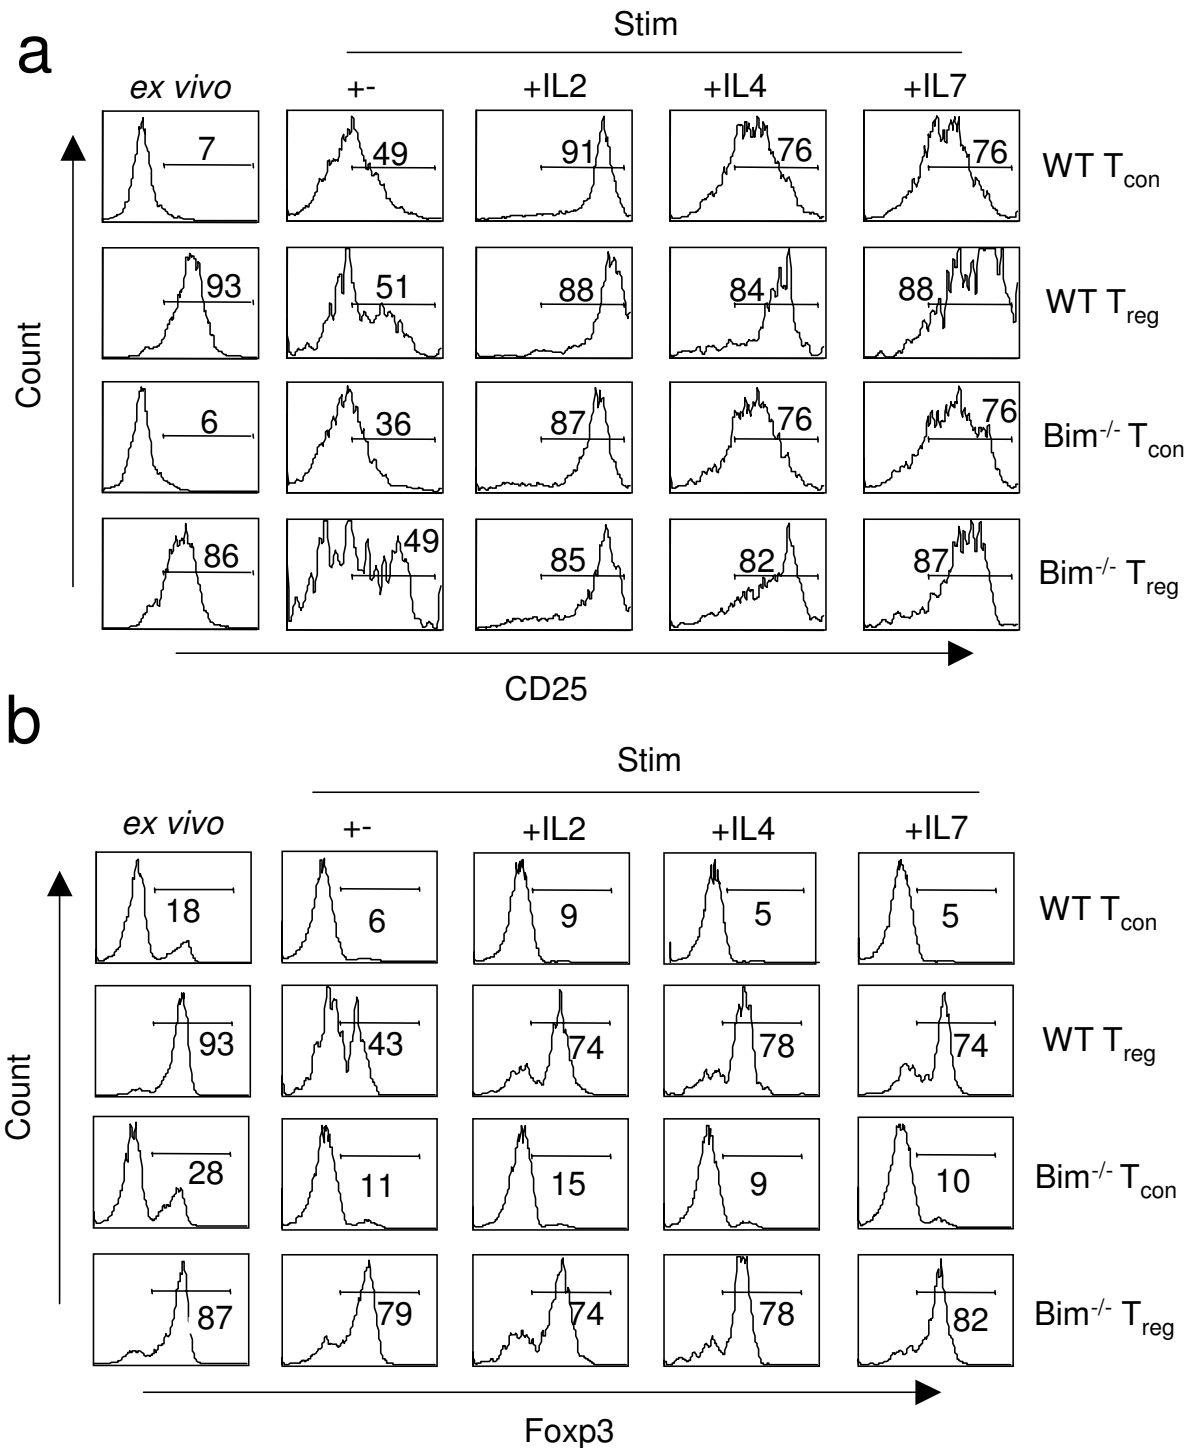 a
Stim
ex vivo +- +IL2 +IL4 +IL7
7 49 91 76 76 WT Tcon
93 51 88 84 88 WT Treg
6 36 87 76 76 Bim-/- Tcon
86 49 85 82 87 Bim-/- Treg
Count
CD25
b
Stim
ex vivo +- +IL2 +IL4 +IL7
18 6 9 5 5 WT Tcon
93 43 74 78 74 WT Treg
28 11 15 9 10 Bim-/- Tcon
87 79 74 78 82 Bim-/- Treg
Count
Foxp3